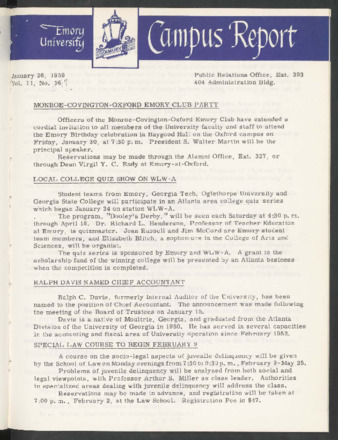 Emory
University
Campus Report
January 26, 1959
Vol. 11, No. 36
Public Relations Office, Ext. 393
404 Administration Bldg.
MONROE-COVINGTON-OXFORD EMORY CLUB PARTY
Officers of the Monroe-Covington-Oxford Emory Club have extended a
cordial invitation to all members of the University faculty and staff to attend
the Emory Birthday celebration in Haygood Hall on the Oxford campus on
Friday, January 30, at 7:30 p. m. President S. Walter Martin will be the
principal speaker.
Reservations may be made through the Alumni Office, Ext. 327, or
through Dean Virgil Y. C. Eady at Emory-at-Oxford.
LOCAL COLLEGE QUIZ SHOW ON WLW-A
Student teams from Emory, Georgia Tech, Oglethorpe University and
Georgia State College will participate in an Atlanta area college quiz series
which began January 24 on station WLW-A.
The program, "Dooley's Derby," will be seen each Saturday at 4:30 p. m.
through April 18. Dr. Richard L. Henderson, Professor of Teacher Education
at Emory, is quizmaster. Joan Russell and Jim McCord are Emory student
team members, and Elizabeth Blitch, a sophomore in the College of Arts and
Sciences, will be organist.
The quiz series is sponsored by Emory and WLW-A. A grant to the
scholarship fund of the winning college will be presented by an Atlanta business
when the competition is completed.
RALPH DAVIS NAMED CHIEF ACCOUNTANT
Ralph C. Davis, formerly Internal Auditor of the University, has been
named to the position of Chief Accountant. The announcement was made following
the meeting of the Board of Trustees on January 15.
Davis is a native of Moultrie, Georgia, and graduated from the Atlanta
Division of the University of Georgia in 1950. He has served in several capacities
in the accounting and fiscal area of University operation since February 1952.
SPECIAL LAW COURSE TO BEGIN FEBRUARY 9
A course on the socio-legal aspects of juvenile delinquency will be given
by the School of Law on Monday evenings from 7:30 to 9:30 p. m., February 2-May 25.
Problems of juvenile delinquency will be analyzed from both social and
legal viewpoints, with Professor Arthur S. Miller as class leader. Authorities
in specialized areas dealing with juvenile delinquency will address the class.
Reservations may be made in advance, and registration will be taken at
7:00 p. m., February 2, at the Law School. Registration Fee is $47.